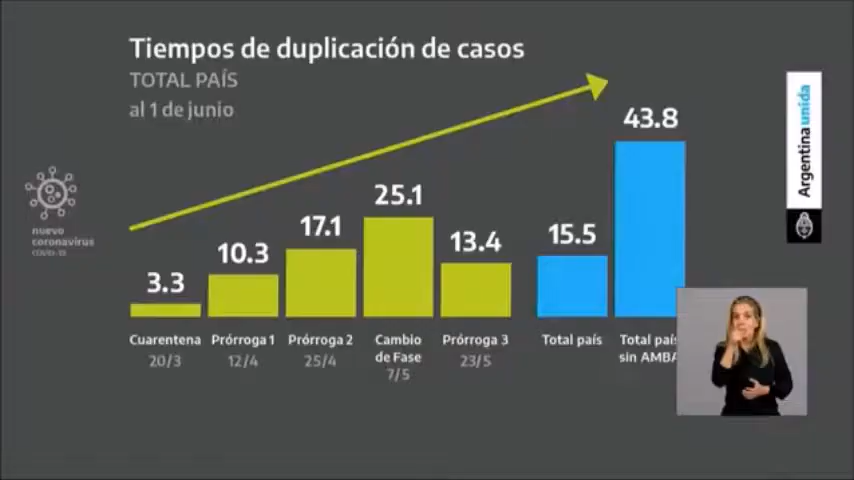 Tiempos de duplicación de casos
TOTAL PAÍS
al 1 de junio
43.8
25.1
17.1
15.5
13.4
10.3
3.3
nuevo
coronavirus
COVID-19
Argentina unida
Cuarentena
20/3
Prórroga 1
12/4
Prórroga 2
25/4
Cambio
de Fase
7/5
Prórroga 3
23/5
Total país
Total país
sin AMBA